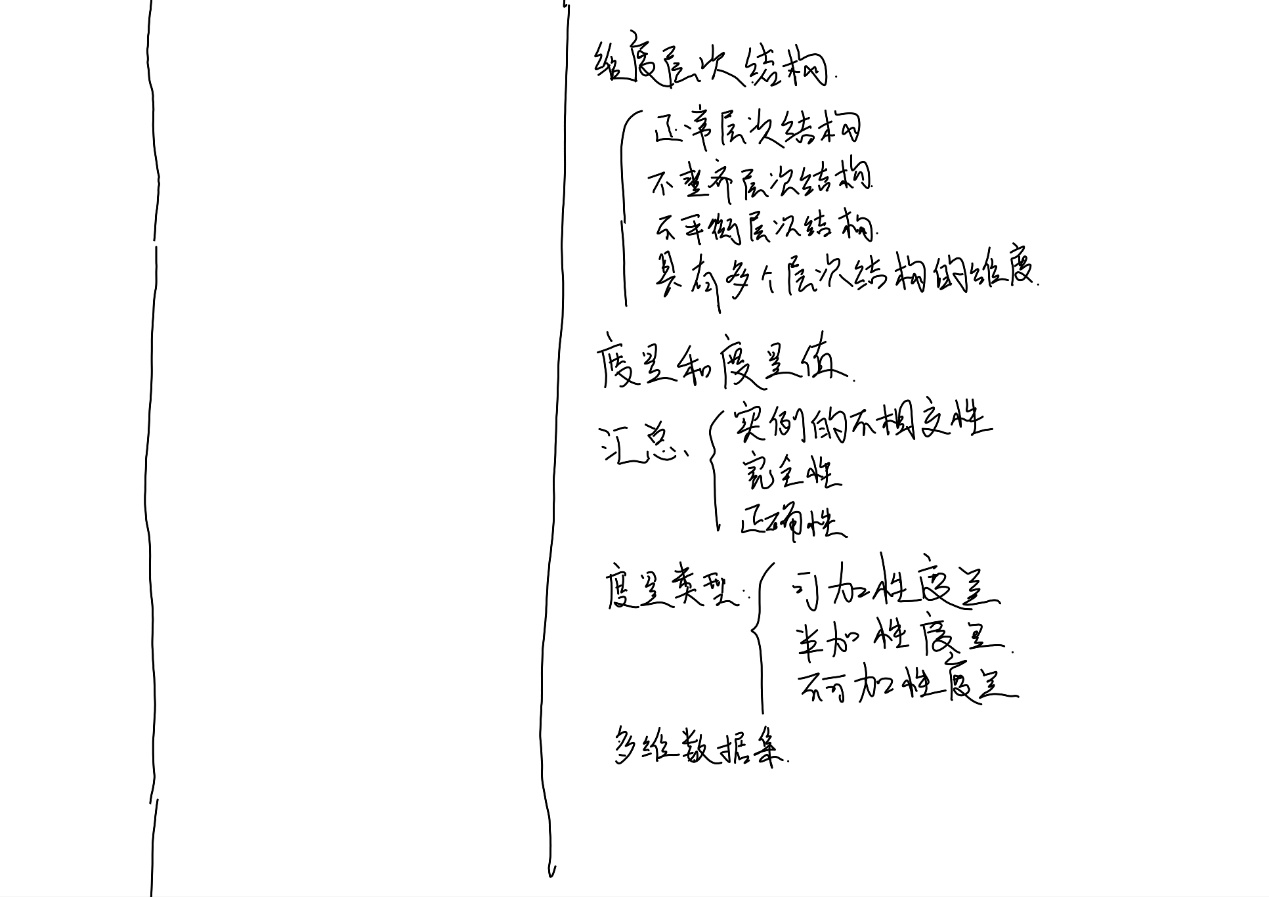 维度层次结构.
正常层次结构
不整齐层次结构.
不平衡层次结构.
具有多个层次结构的维度.
度量和度量值.
汇总、
实例的不相交性
完全性
正确性
度量类型:
可加性度量
半加性度量.
不可加性度量
多维数据集.